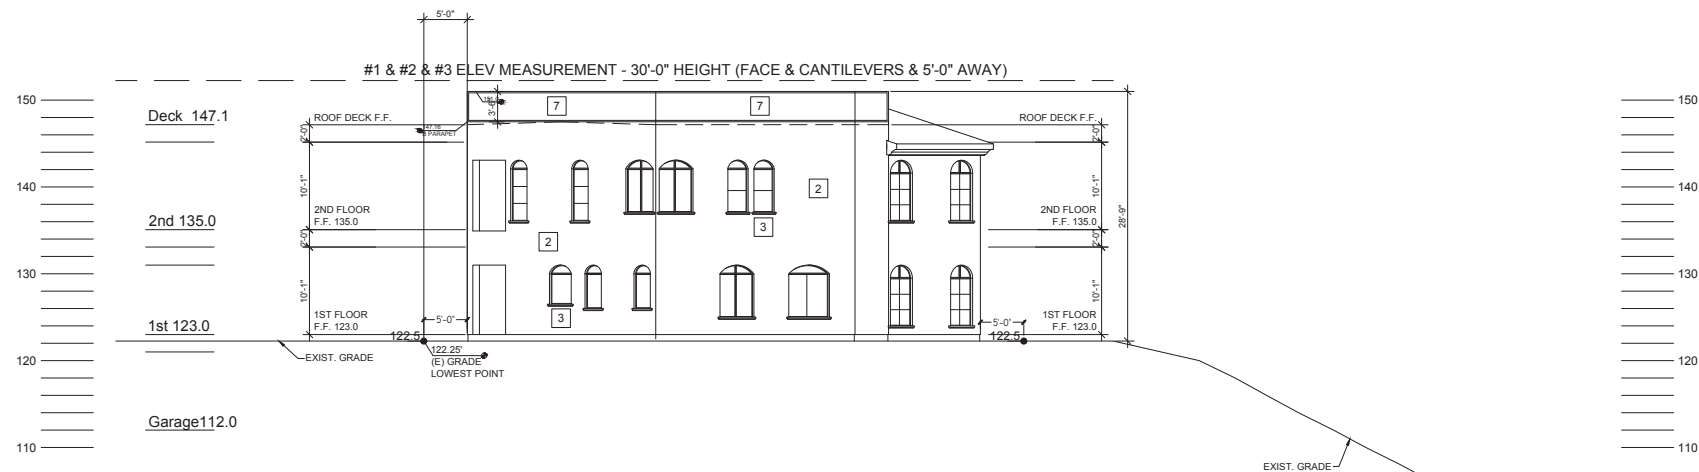 5'-0"
#1 & #2 & #3 ELEV MEASUREMENT - 30'-0" HEIGHT (FACE & CANTILEVERS & 5'-0" AWAY)
150
Deck 147.1
ROOF DECK F.F.
3'-6"
7
7
ROOF DECK F.F.
150
147.16
PARAPET
2'-0"
2'-0"
140
10'-1"
2
10'-1"
140
2nd 135.0
2ND FLOOR
F.F. 135.0
3
2ND FLOOR
F.F. 135.0
28'-9"
2'-0"
2
2'-0"
130
10'-1"
10'-1"
130
1st 123.0
1ST FLOOR
F.F. 123.0
5'-0"
3
5'-0"
1ST FLOOR
F.F. 123.0
122.5
122.5
EXIST. GRADE
122.25'
(E) GRADE
LOWEST POINT
120
120
Garage112.0
110
110
EXIST. GRADE